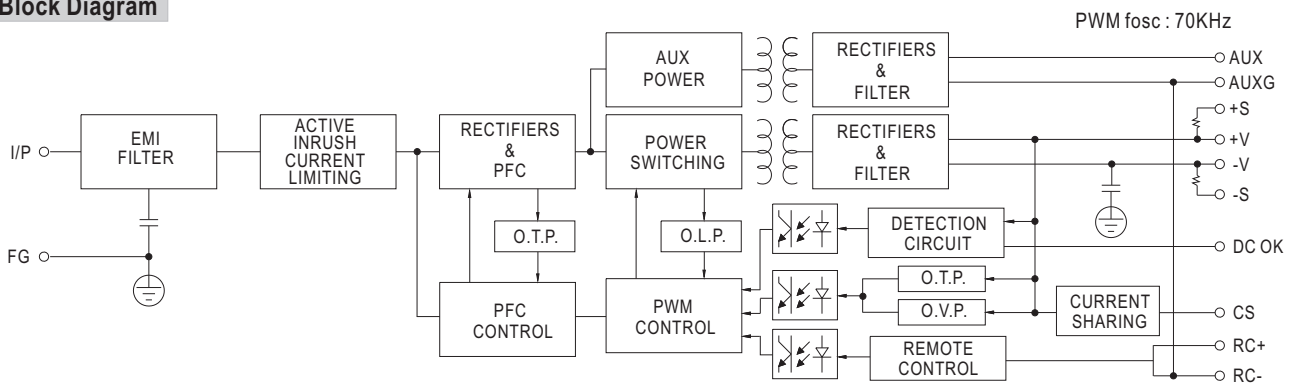 Block Diagram
PWM fosc : 70KHz
I/P
FG
EMI
FILTER
ACTIVE
INRUSH
CURRENT
LIMITING
RECTIFIERS
&
PFC
O.T.P.
PFC
CONTROL
AUX
POWER
POWER
SWITCHING
O.L.P.
PWM
CONTROL
RECTIFIERS
&
FILTER
RECTIFIERS
&
FILTER
DETECTION
CIRCUIT
O.T.P.
O.V.P.
CURRENT
SHARING
REMOTE
CONTROL
AUX
AUXG
+S
+V
-V
-S
DC OK
CS
RC+
RC-